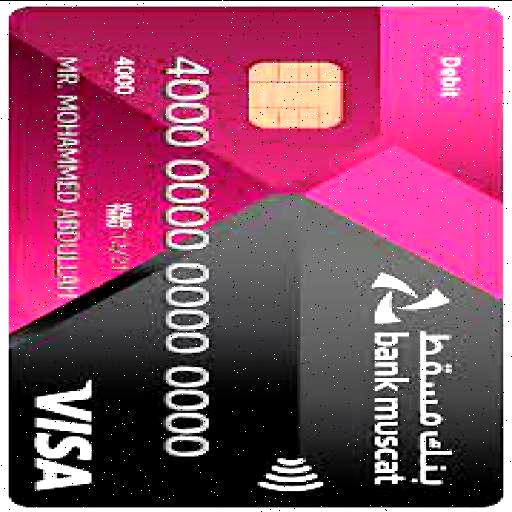 Debit
بنك مسقط
bank muscat
4000 0000 0000 0000
4000
VALID THRU 12/21
MR. MOHAMMED ABDULLAH
VISA